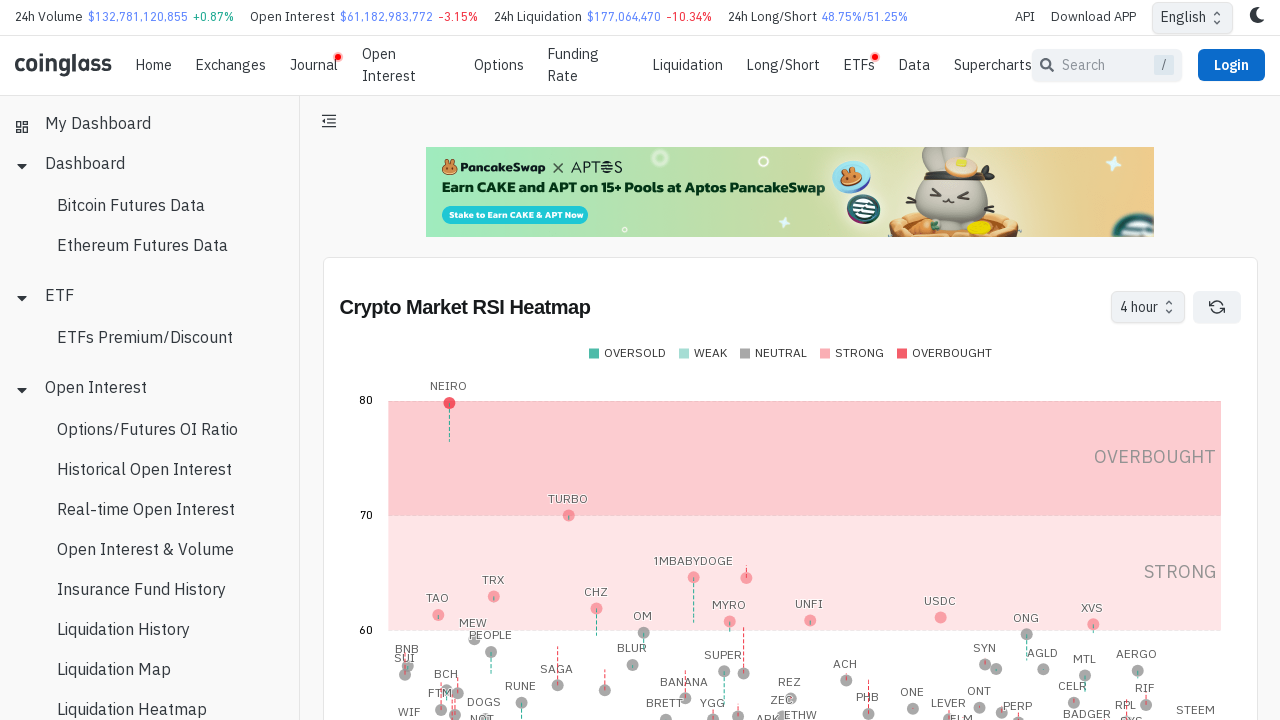 24h Volume $132,781,120,855 +0.87% Open Interest $61,182,983,772 -3.15% 24h Liquidation $177,064,470 -10.34% 24h Long/Short 48.75%/51.25% API Download APP English
coinglass Home Exchanges Journal Open Interest Options Funding Rate Liquidation Long/Short ETFs Data Supercharts Search / Login
My Dashboard
Dashboard
Bitcoin Futures Data
Ethereum Futures Data
ETF
ETFs Premium/Discount
Open Interest
Options/Futures OI Ratio
Historical Open Interest
Real-time Open Interest
Open Interest & Volume
Insurance Fund History
Liquidation History
Liquidation Map
Liquidation Heatmap
PancakeSwap X APTOS
Earn CAKE and APT on 15+ Pools at Aptos PancakeSwap
Stake to Earn CAKE & APT Now
Crypto Market RSI Heatmap
4 hour
OVERSOLD WEAK NEUTRAL STRONG OVERBOUGHT
NEIRO
80
OVERBOUGHT
TURBO
70
1MBABYDOGE
STRONG
TRX
CHZ
TAO
MYRO
UNFI
USDC
XVS
OM
ONG
MEW
60
PEOPLE
BNB
BLUR
SYN
SUI
SUPER
AGLD
AERGO
MTL
SAGA
ACH
BCH
RUNE
BANANA
REZ
CELR
RIF
FTM
DOGS
BRETT
YGG
ZEC
PHB
ONE
ONT
LEVER
PERP
RPL
WIF
NOT
ETHW
BADGER
STEEM